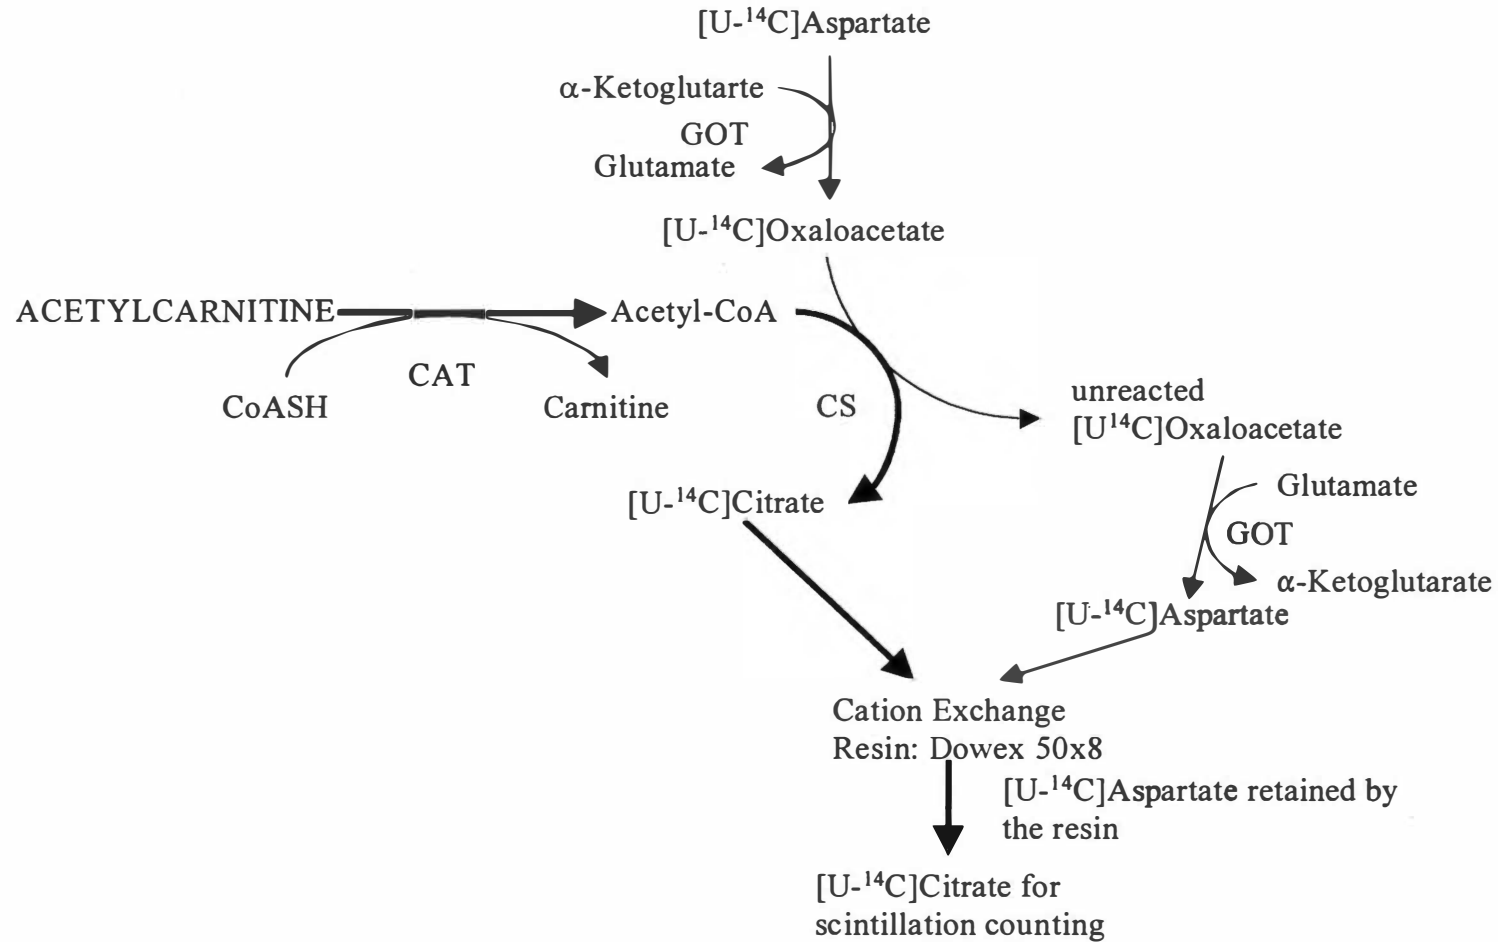 [U-¹⁴C]Aspartate
α-Ketoglutarte
GOT
Glutamate
[U-¹⁴C]Oxaloacetate
ACETYLCARNITINE
Acetyl-CoA
CAT
CoASH
Carnitine
CS
unreacted
[U¹⁴C]Oxaloacetate
[U-¹⁴C]Citrate
Glutamate
GOT
α-Ketoglutarate
[U-¹⁴C]Aspartate
Cation Exchange
Resin: Dowex 50x8
[U-¹⁴C]Aspartate retained by
the resin
[U-¹⁴C]Citrate for
scintillation counting